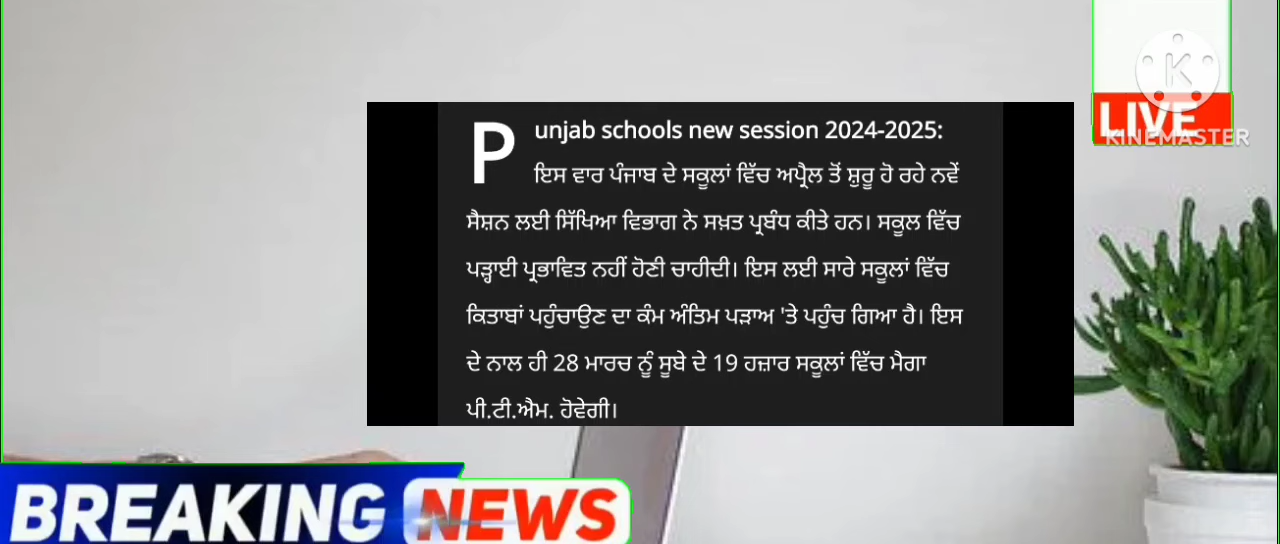 LIVE
KINEMASTER
Punjab schools new session 2024-2025:
ਇਸ ਵਾਰ ਪੰਜਾਬ ਦੇ ਸਕੂਲਾਂ ਵਿੱਚ ਅਪ੍ਰੈਲ ਤੋਂ ਸ਼ੁਰੂ ਹੋ ਰਹੇ ਨਵੇਂ
ਸੈਸ਼ਨ ਲਈ ਸਿੱਖਿਆ ਵਿਭਾਗ ਨੇ ਸਖ਼ਤ ਪ੍ਰਬੰਧ ਕੀਤੇ ਹਨ। ਸਕੂਲ ਵਿੱਚ
ਪੜ੍ਹਾਈ ਪ੍ਰਭਾਵਿਤ ਨਹੀਂ ਹੋਣੀ ਚਾਹੀਦੀ। ਇਸ ਲਈ ਸਾਰੇ ਸਕੂਲਾਂ ਵਿੱਚ
ਕਿਤਾਬਾਂ ਪਹੁੰਚਾਉਣ ਦਾ ਕੰਮ ਅੰਤਿਮ ਪੜਾਅ 'ਤੇ ਪਹੁੰਚ ਗਿਆ ਹੈ। ਇਸ
ਦੇ ਨਾਲ ਹੀ 28 ਮਾਰਚ ਨੂੰ ਸੂਬੇ ਦੇ 19 ਹਜ਼ਾਰ ਸਕੂਲਾਂ ਵਿੱਚ ਮੈਗਾ
ਪੀ.ਟੀ.ਐਮ. ਹੋਵੇਗੀ।
BREAKING NEWS